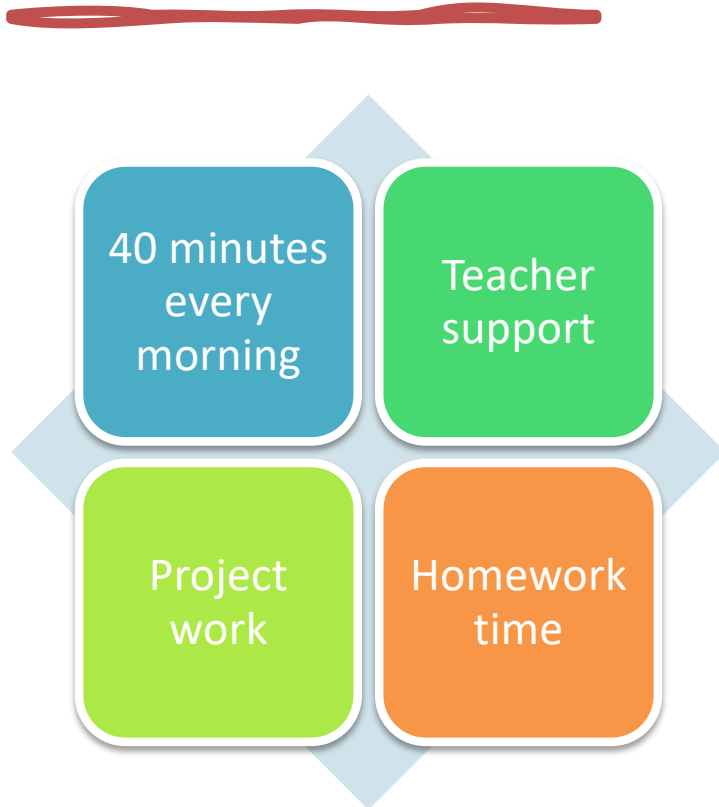 40 minutes
every
morning
Teacher
support
Project
work
Homework
time